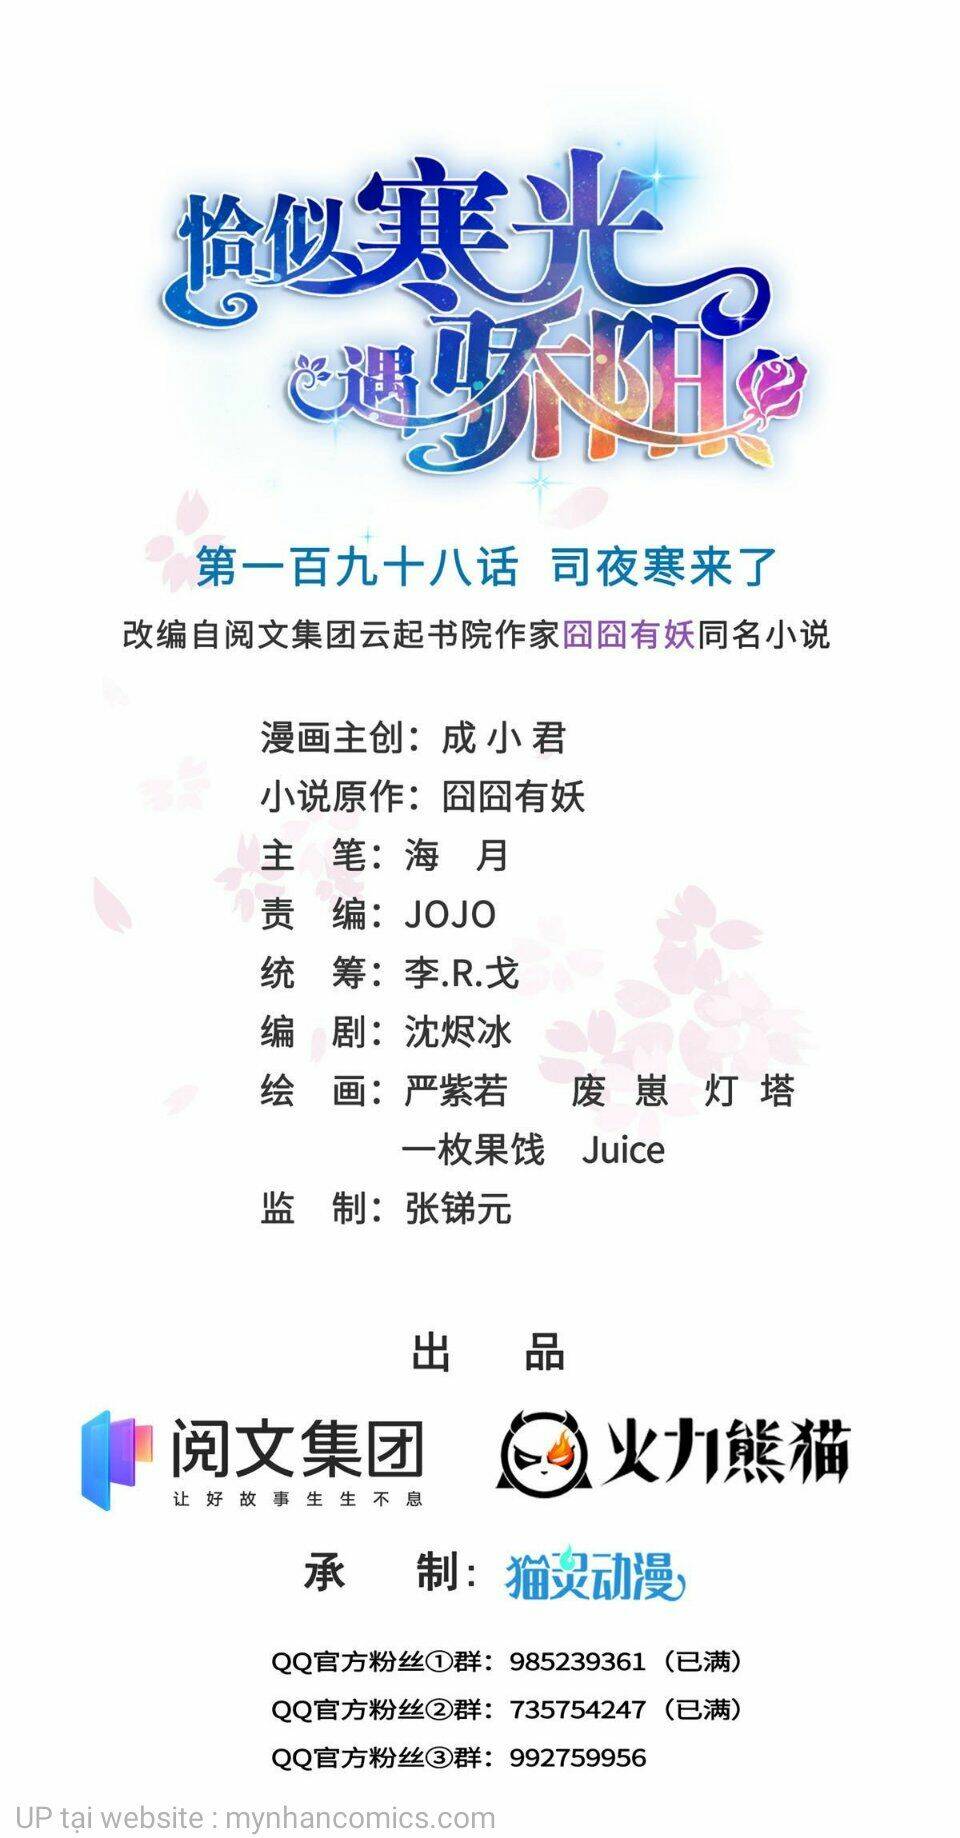 恰似寒光
遇骄阳
第一百九十八话 司夜寒来了
改编自阅文集团云起书院作家囧囧有妖同名小说
漫画主创：成小君
小说原作：囧囧有妖
主 笔：海 月
责 编：JOJO
统 筹：李.R.戈
编 剧：沈烬冰
绘 画：严紫若 废崽 灯塔
一枚果饯 Juice
监 制：张锑元
出 品
阅文集团 火力熊猫
让好故事生生不息
承 制：猫灵动漫
QQ官方粉丝①群：985239361（已满）
QQ官方粉丝②群：735754247（已满）
QQ官方粉丝③群：992759956
UP tại website : mynhancomics.com